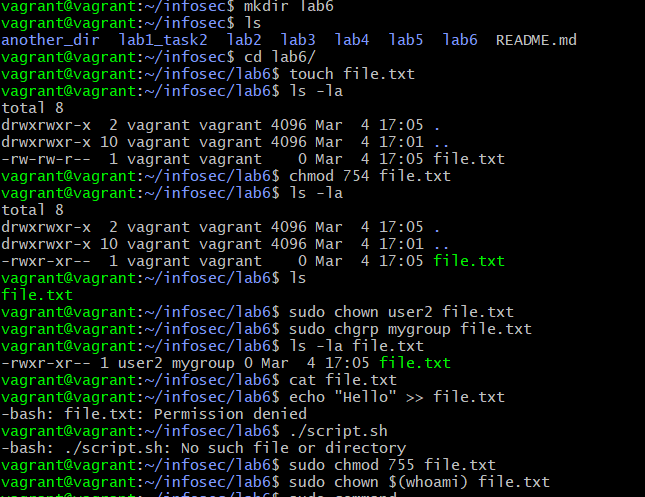 vagrant@vagrant:~/infosec$ mkdir lab6
vagrant@vagrant:~/infosec$ ls
another_dir  lab1_task2  lab2  lab3  lab4  lab5  lab6  README.md
vagrant@vagrant:~/infosec$ cd lab6/
vagrant@vagrant:~/infosec/lab6$ touch file.txt
vagrant@vagrant:~/infosec/lab6$ ls -la
total 8
drwxrwxr-x  2 vagrant vagrant 4096 Mar  4 17:05 .
drwxrwxr-x 10 vagrant vagrant 4096 Mar  4 17:01 ..
-rw-rw-r--  1 vagrant vagrant    0 Mar  4 17:05 file.txt
vagrant@vagrant:~/infosec/lab6$ chmod 754 file.txt
vagrant@vagrant:~/infosec/lab6$ ls -la
total 8
drwxrwxr-x  2 vagrant vagrant 4096 Mar  4 17:05 .
drwxrwxr-x 10 vagrant vagrant 4096 Mar  4 17:01 ..
-rwxr-xr--  1 vagrant vagrant    0 Mar  4 17:05 file.txt
vagrant@vagrant:~/infosec/lab6$ ls
file.txt
vagrant@vagrant:~/infosec/lab6$ sudo chown user2 file.txt
vagrant@vagrant:~/infosec/lab6$ sudo chgrp mygroup file.txt
vagrant@vagrant:~/infosec/lab6$ ls -la file.txt
-rwxr-xr-- 1 user2 mygroup 0 Mar  4 17:05 file.txt
vagrant@vagrant:~/infosec/lab6$ cat file.txt
vagrant@vagrant:~/infosec/lab6$ echo "Hello" >> file.txt
-bash: file.txt: Permission denied
vagrant@vagrant:~/infosec/lab6$ ./script.sh
-bash: ./script.sh: No such file or directory
vagrant@vagrant:~/infosec/lab6$ sudo chmod 755 file.txt
vagrant@vagrant:~/infosec/lab6$ sudo chown $(whoami) file.txt
vagrant@vagrant:~/infosec/lab6$ sudo command